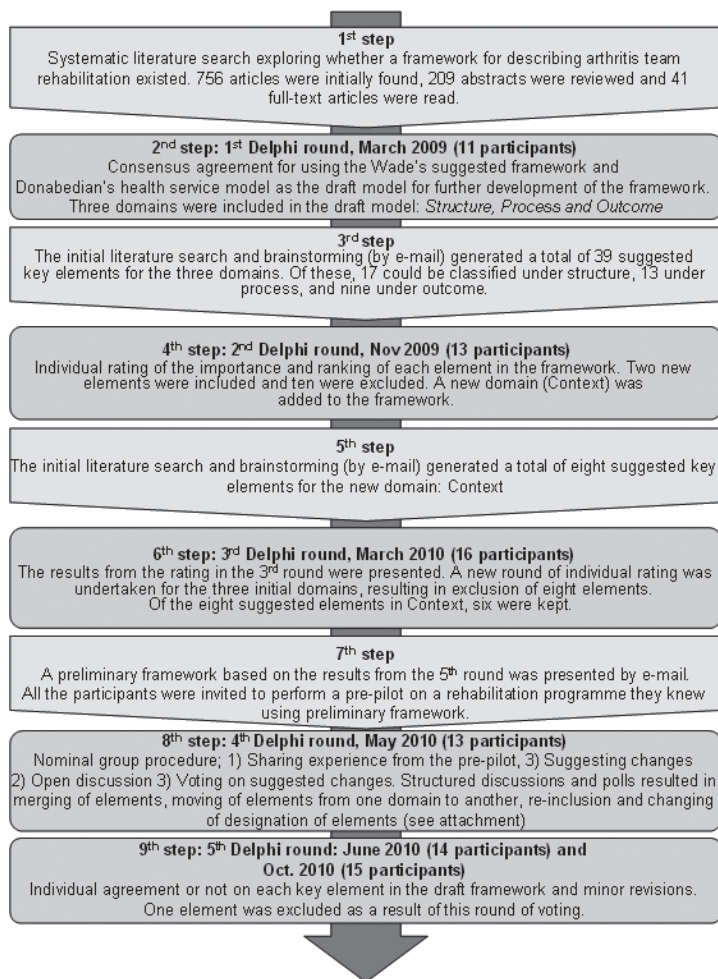 1st step
Systematic literature search exploring whether a framework for describing arthritis team
rehabilitation existed. 756 articles were initially found, 209 abstracts were reviewed and 41
full-text articles were read.
2nd step: 1st Delphi round, March 2009 (11 participants)
Consensus agreement for using the Wade's suggested framework and
Donabedian's health service model as the draft model for further development of the framework.
Three domains were included in the draft model: Structure, Process and Outcome
3rd step
The initial literature search and brainstorming (by e-mail) generated a total of 39 suggested
key elements for the three domains. Of these, 17 could be classified under structure, 13 under
process, and nine under outcome.
4th step: 2nd Delphi round, Nov 2009 (13 participants)
Individual rating of the importance and ranking of each element in the framework. Two new
elements were included and ten were excluded. A new domain (Context) was
added to the framework.
5th step
The initial literature search and brainstorming (by e-mail) generated a total of eight suggested key
elements for the new domain: Context
6th step: 3rd Delphi round, March 2010 (16 participants)
The results from the rating in the 3rd round were presented. A new round of individual rating was
undertaken for the three initial domains, resulting in exclusion of eight elements.
Of the eight suggested elements in Context, six were kept.
7th step
A preliminary framework based on the results from the 5th round was presented by e-mail.
All the participants were invited to perform a pre-pilot on a rehabilitation programme they knew
using preliminary framework.
8th step: 4th Delphi round, May 2010 (13 participants)
Nominal group procedure; 1) Sharing experience from the pre-pilot, 3) Suggesting changes
2) Open discussion 3) Voting on suggested changes. Structured discussions and polls resulted in
merging of elements, moving of elements from one domain to another, re-inclusion and changing
of designation of elements (see attachment)
9th step: 5th Delphi round: June 2010 (14 participants) and
Oct. 2010 (15 participants)
Individual agreement or not on each key element in the draft framework and minor revisions.
One element was excluded as a result of this round of voting.